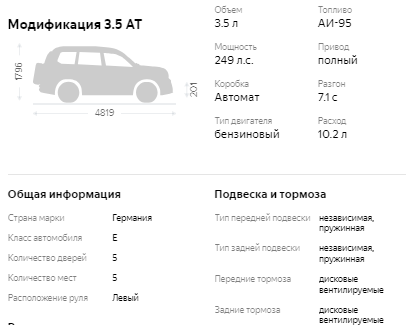 Модификация 3.5 AT
1796
201
4819
Объем
3.5 л
Топливо
АИ-95
Мощность
249 л.с.
Привод
полный
Коробка
Автомат
Разгон
7.1 с
Тип двигателя
бензиновый
Расход
10.2 л
Общая информация
Страна марки Германия
Класс автомобиля E
Количество дверей 5
Количество мест 5
Расположение руля Левый
Подвеска и тормоза
Тип передней подвески независимая,
пружинная
Тип задней подвески независимая,
пружинная
Передние тормоза дисковые
вентилируемые
Задние тормоза дисковые
вентилируемые